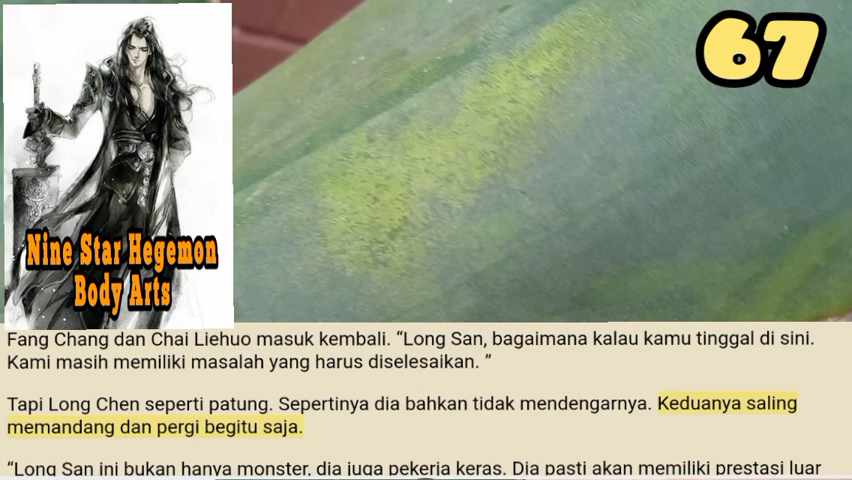 67
Nine Star Hegemon
Body Arts
Fang Chang dan Chai Liehuo masuk kembali. “Long San, bagaimana kalau kamu tinggal di sini.
Kami masih memiliki masalah yang harus diselesaikan. ”
Tapi Long Chen seperti patung. Sepertinya dia bahkan tidak mendengarnya. Keduanya saling
memandang dan pergi begitu saja.
“Long San ini bukan hanya monster, dia juga pekerja keras. Dia pasti akan memiliki prestasi luar